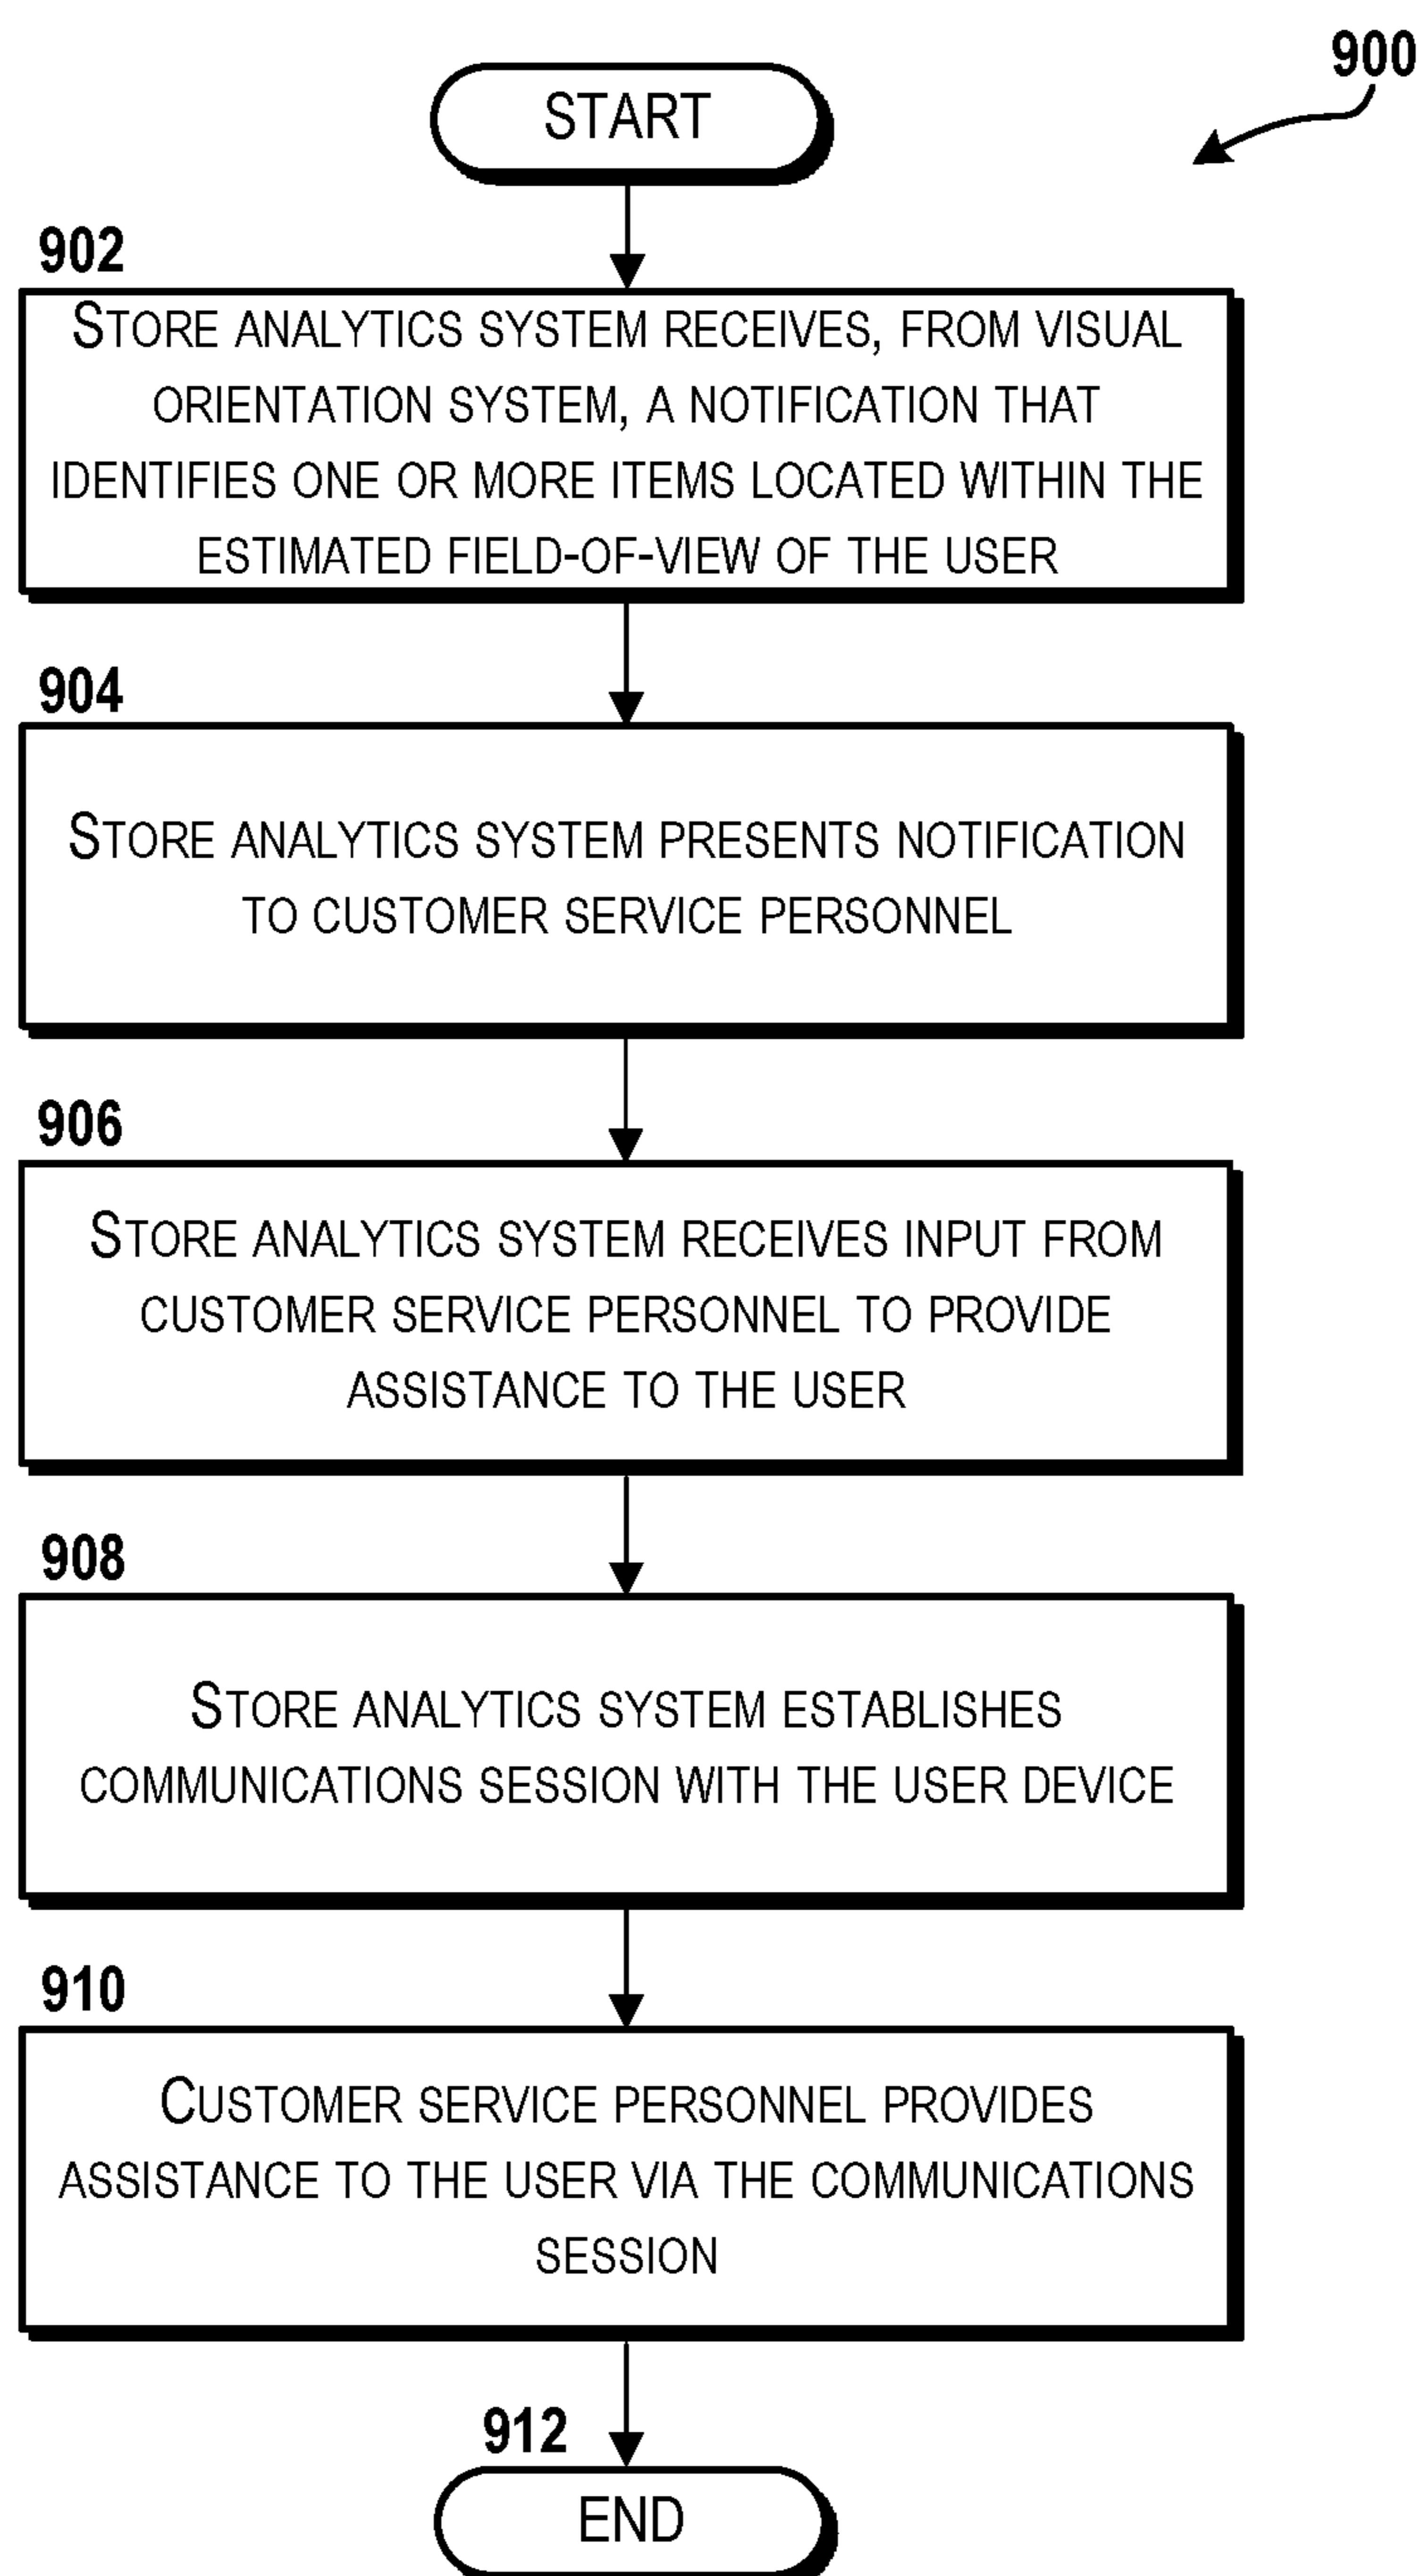 900
START
902
STORE ANALYTICS SYSTEM RECEIVES, FROM VISUAL
ORIENTATION SYSTEM, A NOTIFICATION THAT
IDENTIFIES ONE OR MORE ITEMS LOCATED WITHIN THE
ESTIMATED FIELD-OF-VIEW OF THE USER
904
STORE ANALYTICS SYSTEM PRESENTS NOTIFICATION
TO CUSTOMER SERVICE PERSONNEL
906
STORE ANALYTICS SYSTEM RECEIVES INPUT FROM
CUSTOMER SERVICE PERSONNEL TO PROVIDE
ASSISTANCE TO THE USER
908
STORE ANALYTICS SYSTEM ESTABLISHES
COMMUNICATIONS SESSION WITH THE USER DEVICE
910
CUSTOMER SERVICE PERSONNEL PROVIDES
ASSISTANCE TO THE USER VIA THE COMMUNICATIONS
SESSION
912
END